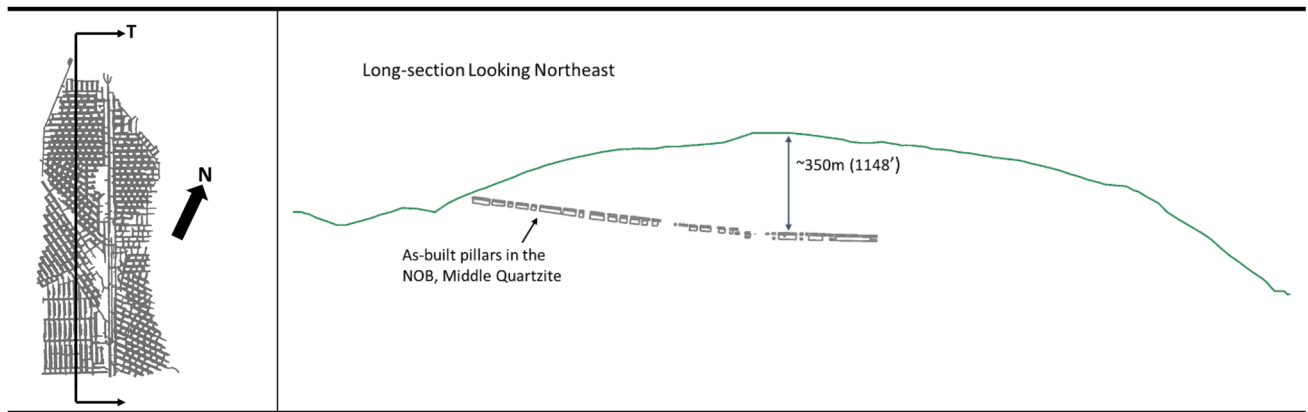 T
N
Long-section Looking Northeast
~350m (1148’)
As-built pillars in the
NOB, Middle Quartzite